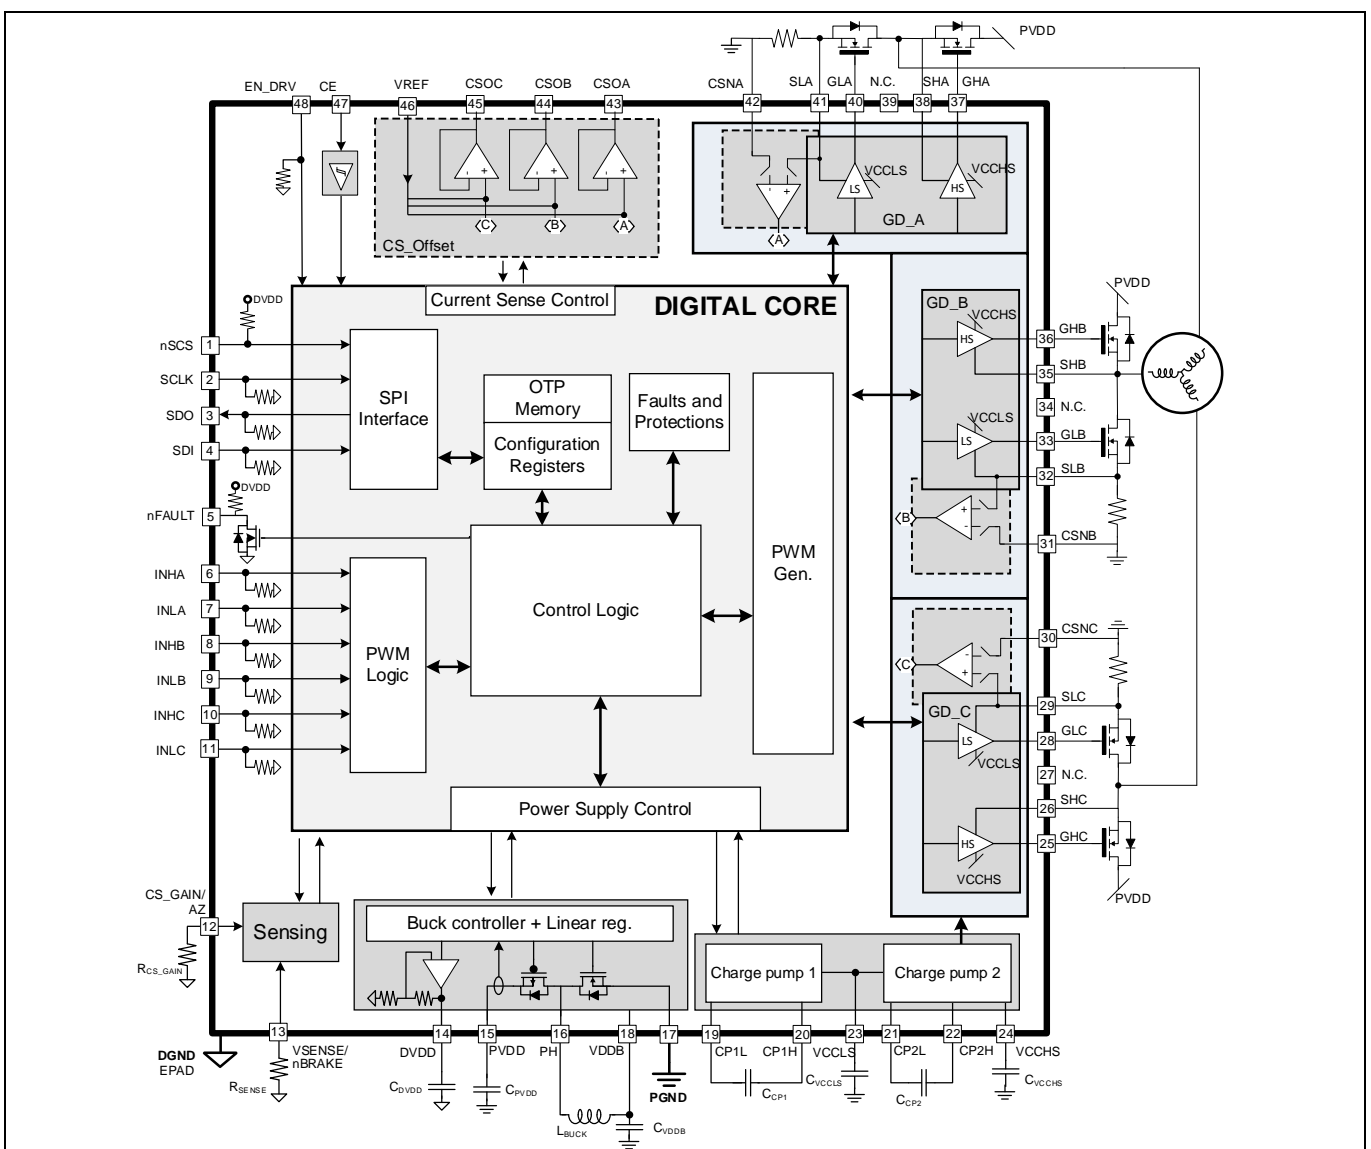 PVDD
EN_DRV
CE
VREF
CSOC
CSOB
CSOA
CSNA
SLA
GLA
N.C.
SHA
GHA
48
47
46
45
44
43
42
41
40
39
38
37
- + - + - +
- +
LS
VCCLS
HS
VCCHS
GD_A
C
B
A
A
CS_Offset
Current Sense Control
DIGITAL CORE
DVDD
nSCS
1
SCLK
2
SDO
3
SDI
4
DVDD
nFAULT
5
INHA
6
INLA
7
INHB
8
INLB
9
INHC
10
INLC
11
SPI
Interface
OTP
Memory
Configuration
Registers
Faults and
Protections
PWM
Gen.
Control Logic
PWM
Logic
Power Supply Control
GD_B
VCCHS
HS
VCCLS
LS
B
+
-
36
GHB
35
SHB
34
N.C.
33
GLB
32
SLB
31
CSNB
PVDD
C
-
+
GD_C
LS
VCCLS
HS
VCCHS
30
CSNC
29
SLC
28
GLC
27
N.C.
26
SHC
25
GHC
PVDD
CS_GAIN/
AZ
12
RCS_GAIN
Sensing
Buck controller + Linear reg.
Charge pump 1
Charge pump 2
13
14
15
16
18
17
19
20
23
21
22
24
DGND
EPAD
VSENSE/
nBRAKE
RSENSE
DVDD
PVDD
PH
VDDB
PGND
CP1L
CP1H
VCCLS
CP2L
CP2H
VCCHS
CDVDD
CPVDD
LBUCK
CVDDB
CCP1
CVCCLS
CCP2
CVCCHS